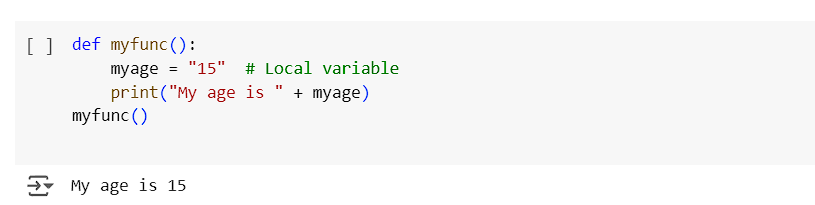 [ ] def myfunc():
    myage = "15"  # Local variable
    print("My age is " + myage)
myfunc()
My age is 15